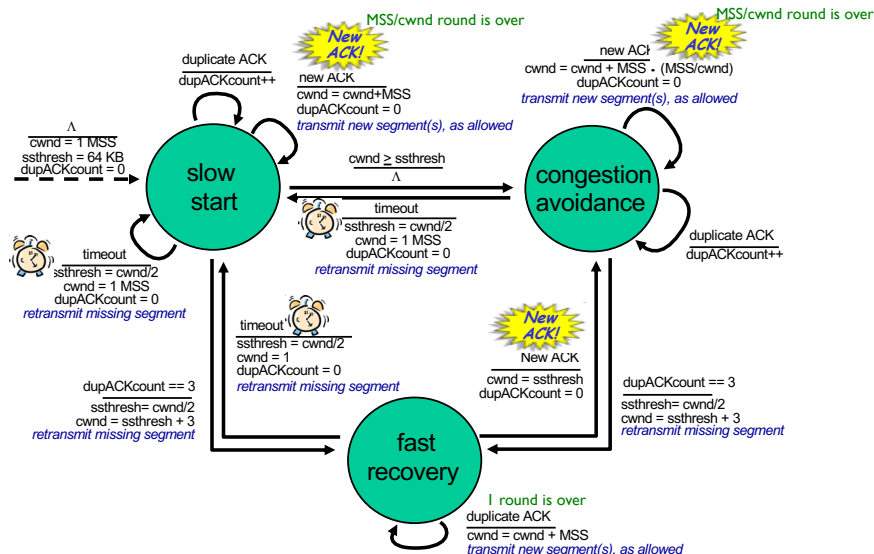 MSS/cwnd round is over
New
ACK!
duplicate ACK
dupACKcount++
new ACK
cwnd = cwnd+MSS
dupACKcount = 0
transmit new segment(s), as allowed
MSS/cwnd round is over
New
ACK!
new ACK
cwnd = cwnd + MSS • (MSS/cwnd)
dupACKcount = 0
transmit new segment(s), as allowed
Λ
cwnd = 1 MSS
ssthresh = 64 KB
dupACKcount = 0
slow
start
cwnd ≥ ssthresh
Λ
congestion
avoidance
timeout
ssthresh = cwnd/2
cwnd = 1 MSS
dupACKcount = 0
retransmit missing segment
timeout
ssthresh = cwnd/2
cwnd = 1 MSS
dupACKcount = 0
retransmit missing segment
duplicate ACK
dupACKcount++
timeout
ssthresh = cwnd/2
cwnd = 1
dupACKcount = 0
retransmit missing segment
New
ACK!
New ACK
cwnd = ssthresh
dupACKcount = 0
dupACKcount == 3
ssthresh= cwnd/2
cwnd = ssthresh + 3
retransmit missing segment
dupACKcount == 3
ssthresh= cwnd/2
cwnd = ssthresh + 3
retransmit missing segment
fast
recovery
1 round is over
duplicate ACK
cwnd = cwnd + MSS
transmit new segment(s), as allowed